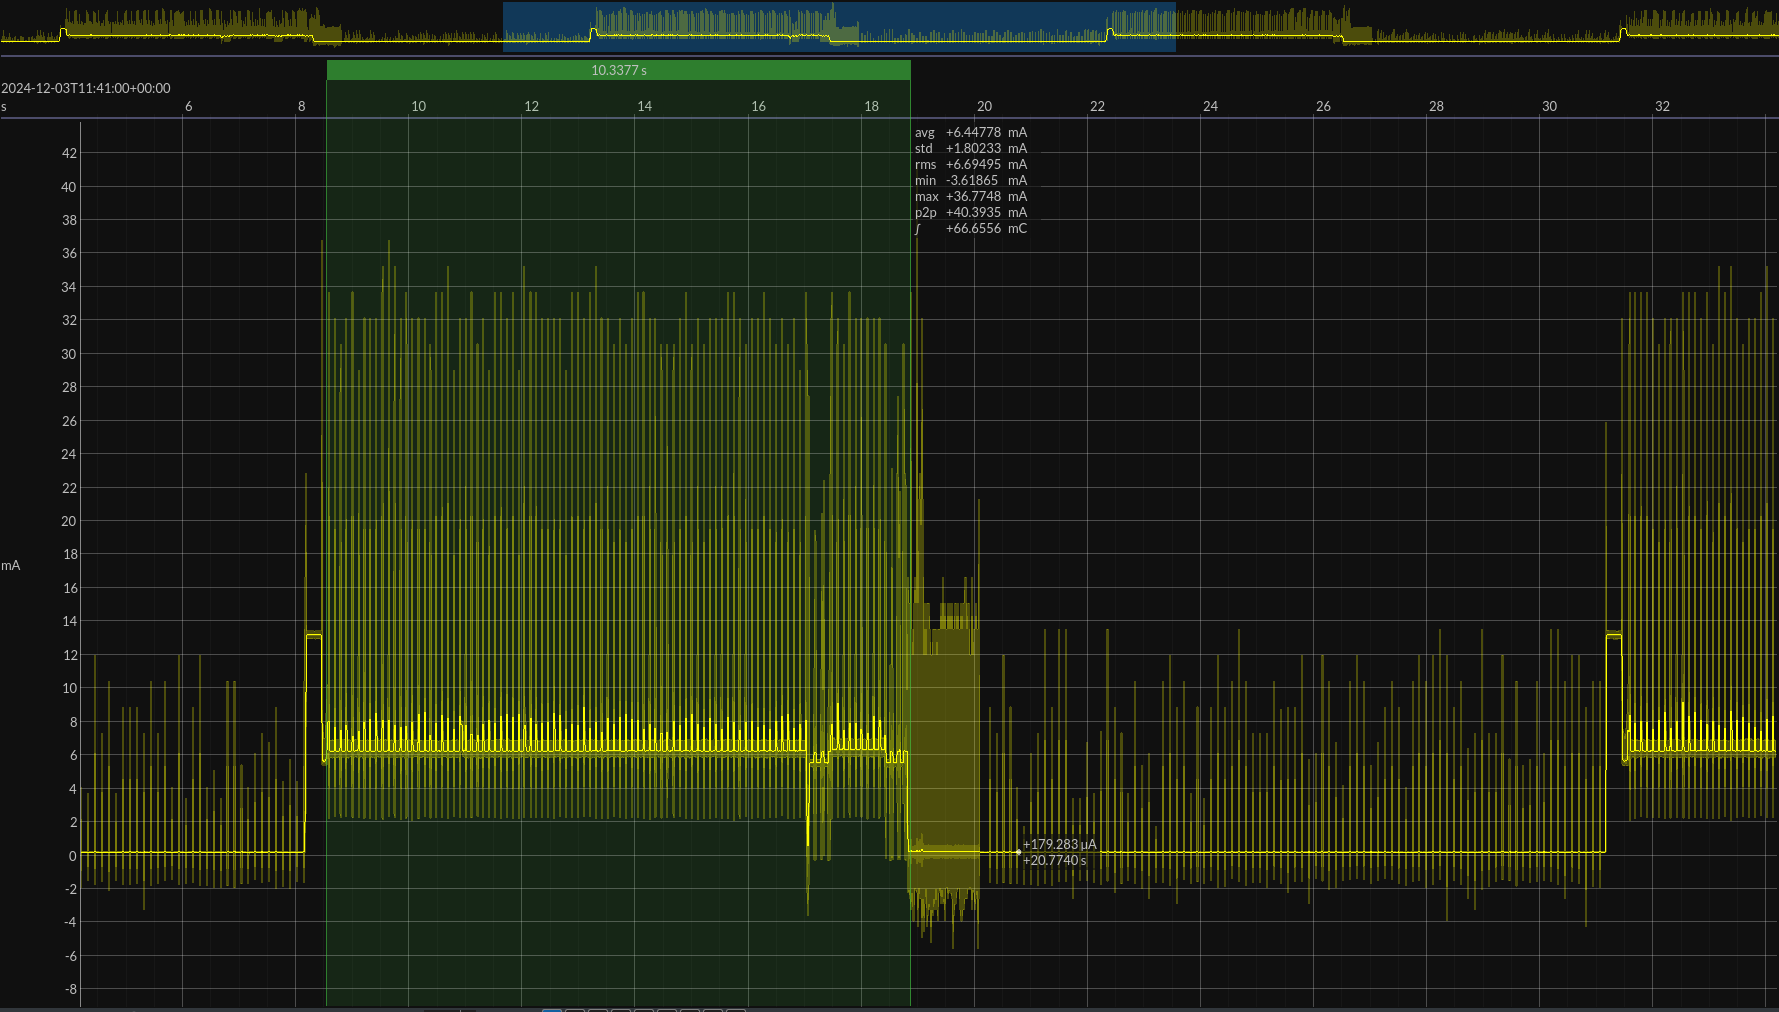 10.3377 s
2024-12-03T11:41:00+00:00
s 6 8 10 12 14 16 18 20 22 24 26 28 30 32
avg +6.44778 mA
std +1.80233 mA
rms +6.69495 mA
min -3.61865 mA
max +36.7748 mA
p2p +40.3935 mA
∫ +66.6556 mC
42
40
38
36
34
32
30
28
26
24
22
20
18
mA
16
14
12
10
8
6
4
2
+179.283 µA
0
+20.7740 s
-2
-4
-6
-8